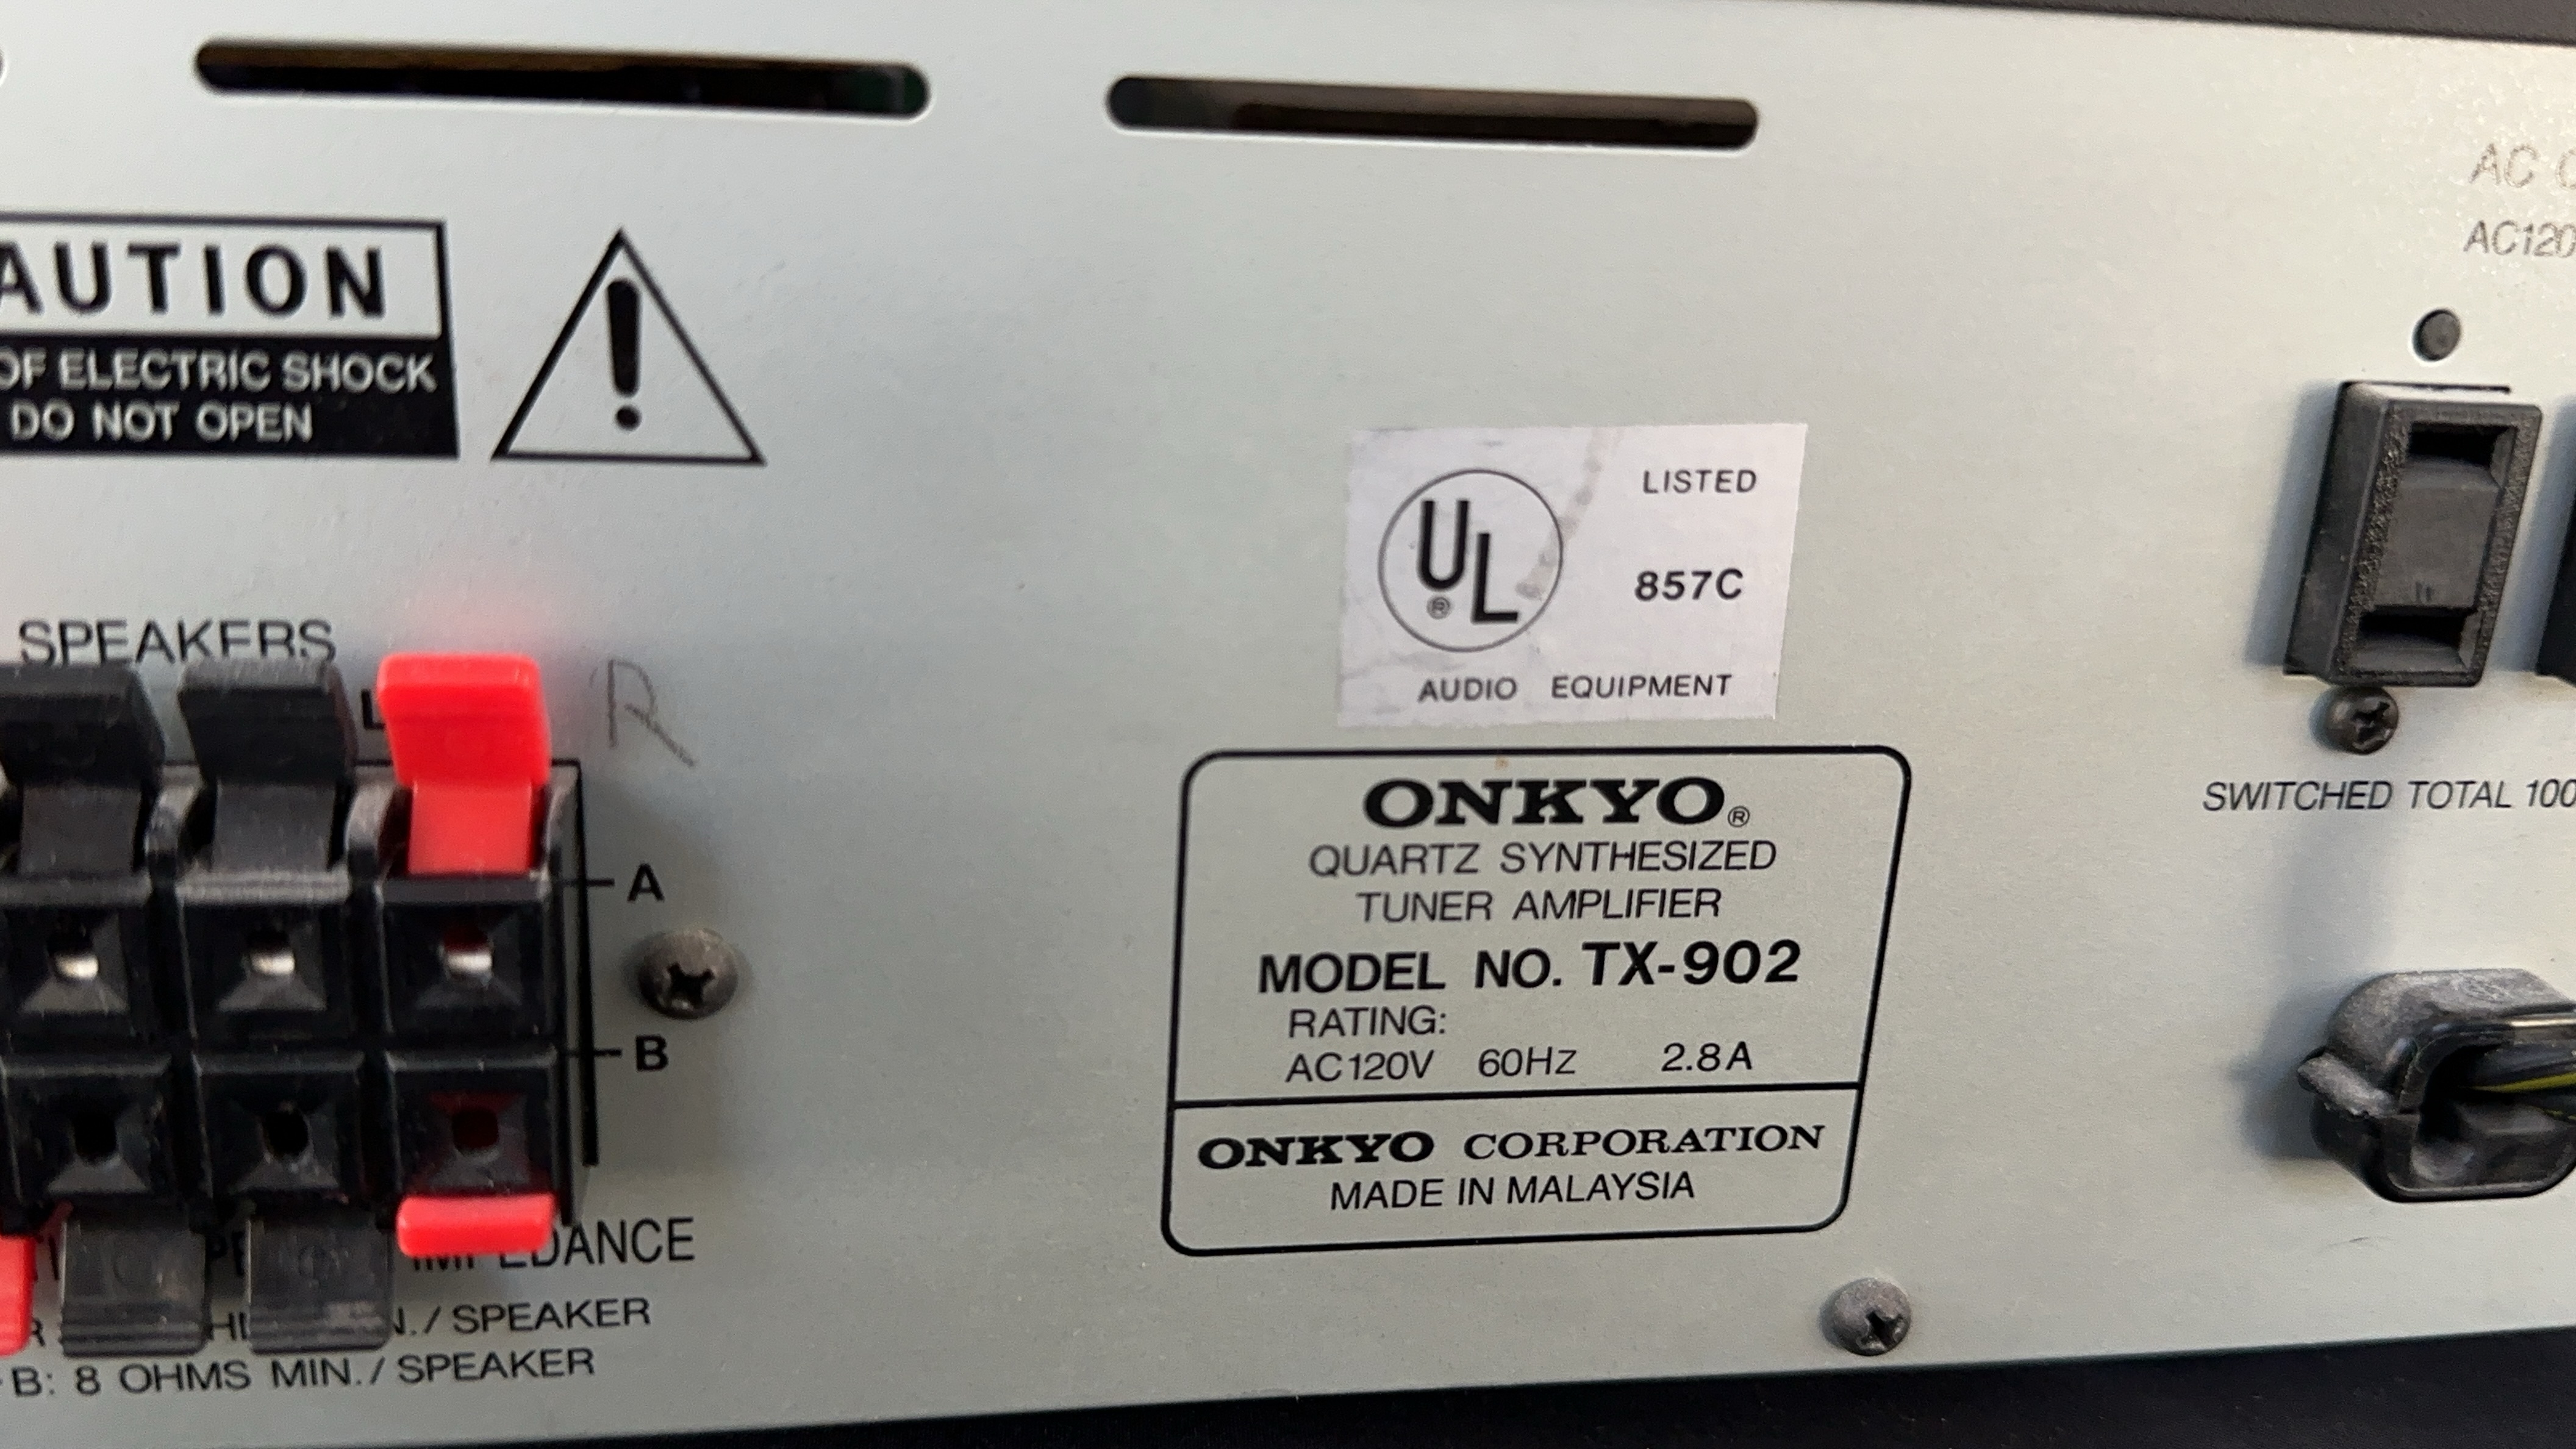 AUTION
OF ELECTRIC SHOCK
DO NOT OPEN
!
AC
AC120
UL®
LISTED
857C
AUDIO EQUIPMENT
SPEAKERS
L
R
A
B
IMPEDANCE
N. / SPEAKER
B: 8 OHMS MIN. / SPEAKER
ONKYO®
QUARTZ SYNTHESIZED
TUNER AMPLIFIER
MODEL NO. TX-902
RATING:
AC120V 60Hz 2.8A
ONKYO CORPORATION
MADE IN MALAYSIA
SWITCHED TOTAL 100